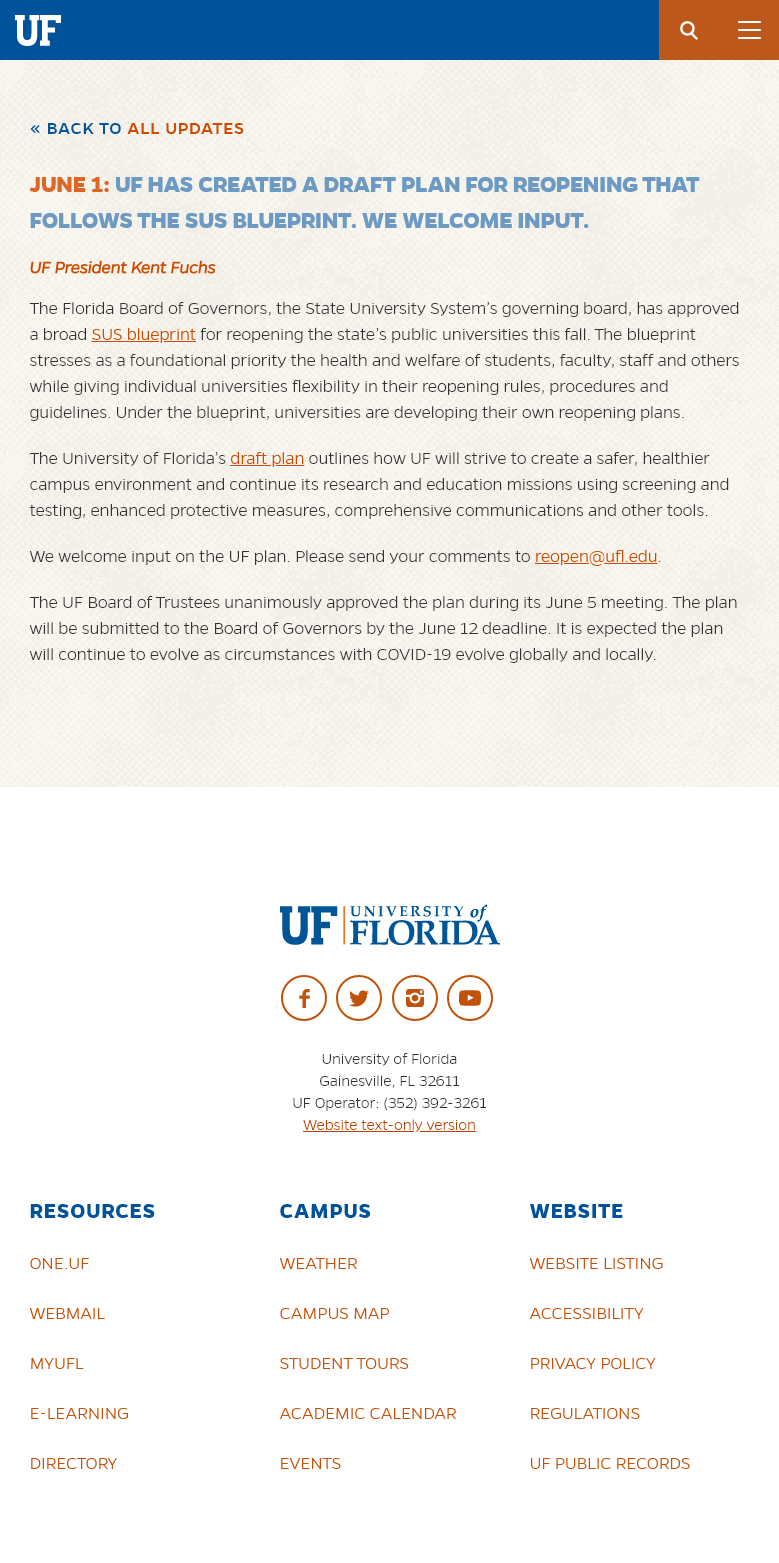 UF
« BACK TO ALL UPDATES
JUNE 1: UF HAS CREATED A DRAFT PLAN FOR REOPENING THAT
FOLLOWS THE SUS BLUEPRINT. WE WELCOME INPUT.
UF President Kent Fuchs
The Florida Board of Governors, the State University System’s governing board, has approved
a broad SUS blueprint for reopening the state’s public universities this fall. The blueprint
stresses as a foundational priority the health and welfare of students, faculty, staff and others
while giving individual universities flexibility in their reopening rules, procedures and
guidelines. Under the blueprint, universities are developing their own reopening plans.
The University of Florida’s draft plan outlines how UF will strive to create a safer, healthier
campus environment and continue its research and education missions using screening and
testing, enhanced protective measures, comprehensive communications and other tools.
We welcome input on the UF plan. Please send your comments to reopen@ufl.edu.
The UF Board of Trustees unanimously approved the plan during its June 5 meeting. The plan
will be submitted to the Board of Governors by the June 12 deadline. It is expected the plan
will continue to evolve as circumstances with COVID-19 evolve globally and locally.
UF UNIVERSITY of
FLORIDA
University of Florida
Gainesville, FL 32611
UF Operator: (352) 392-3261
Website text-only version
RESOURCES
ONE.UF
WEBMAIL
MYUFL
E-LEARNING
DIRECTORY
CAMPUS
WEATHER
CAMPUS MAP
STUDENT TOURS
ACADEMIC CALENDAR
EVENTS
WEBSITE
WEBSITE LISTING
ACCESSIBILITY
PRIVACY POLICY
REGULATIONS
UF PUBLIC RECORDS